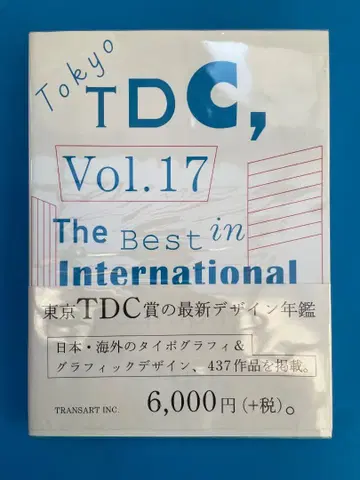 Tokyo
TDC,
Vol.17
The Best in
International
東京TDC賞の最新デザイン年鑑
日本・海外のタイポグラフィ&
グラフィックデザイン、437作品を掲載。
TRANSART INC. 6,000円(+税)。